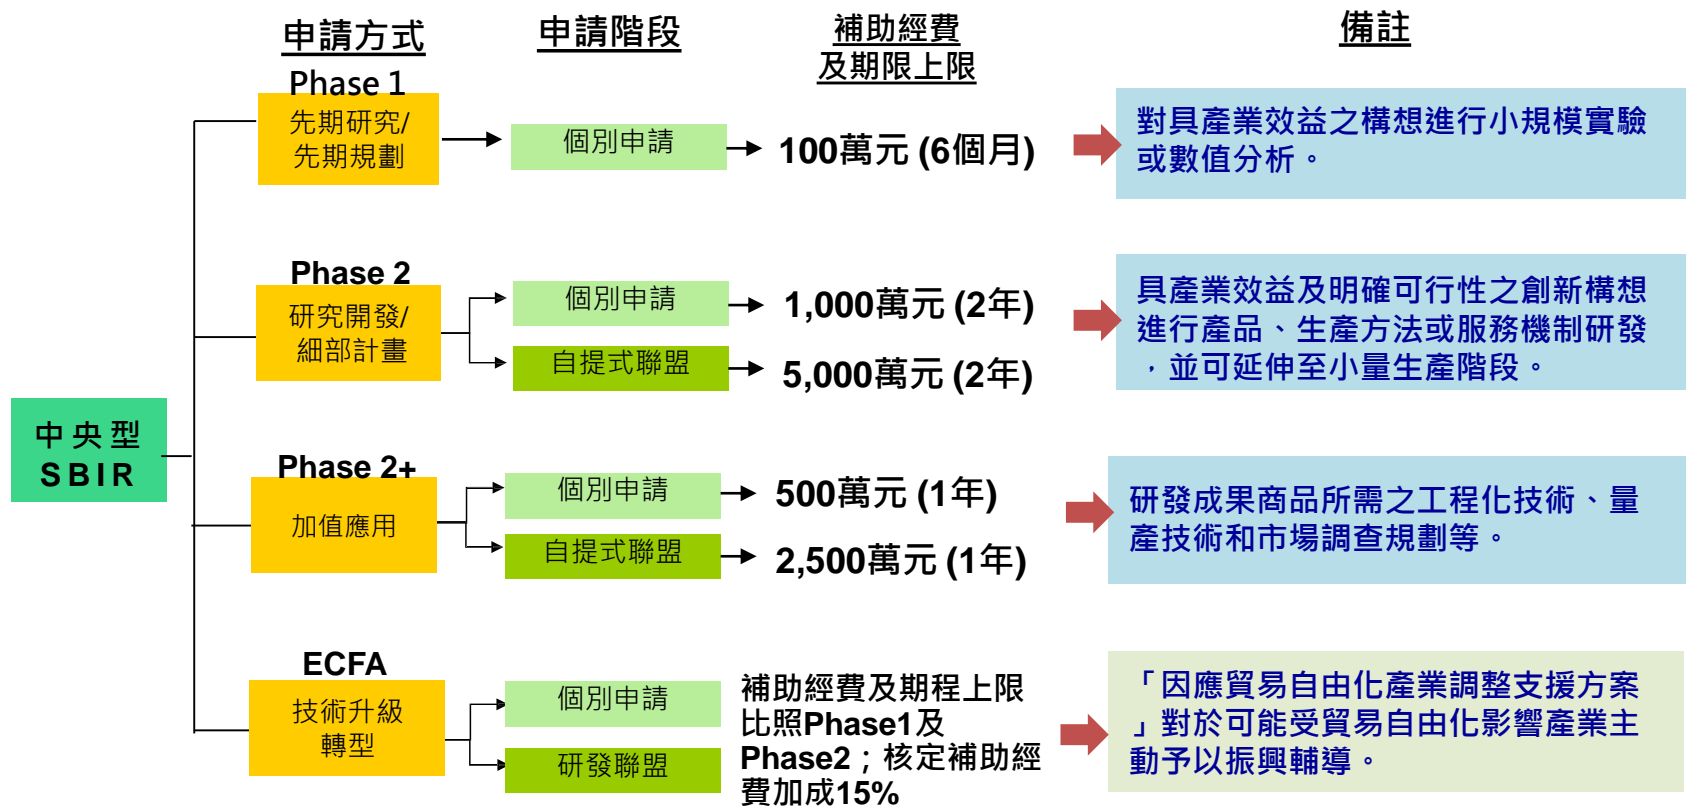 申請方式
申請階段
補助經費
及期限上限
備註
中央型
SBIR
Phase 1
先期研究/
先期規劃
個別申請
100萬元 (6個月)
對具產業效益之構想進行小規模實驗
或數值分析。
Phase 2
研究開發/
細部計畫
個別申請
1,000萬元 (2年)
自提式聯盟
5,000萬元 (2年)
具產業效益及明確可行性之創新構想
進行產品、生產方法或服務機制研發
，並可延伸至小量生產階段。
Phase 2+
加值應用
個別申請
500萬元 (1年)
自提式聯盟
2,500萬元 (1年)
研發成果商品所需之工程化技術、量
產技術和市場調查規劃等。
ECFA
技術升級
轉型
個別申請
研發聯盟
補助經費及期程上限
比照Phase1及
Phase2；核定補助經
費加成15%
「因應貿易自由化產業調整支援方案
」對於可能受貿易自由化影響產業主
動予以振興輔導。